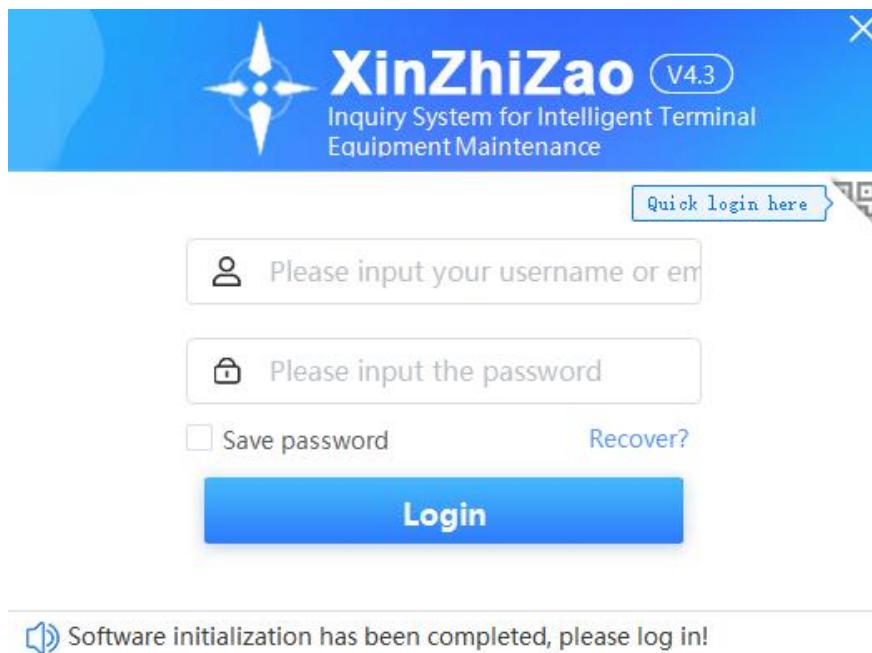 XinZhiZao V4.3
Inquiry System for Intelligent Terminal
Equipment Maintenance
Quick login here
Please input your username or em
Please input the password
Save password Recover?
Login
Software initialization has been completed, please log in!